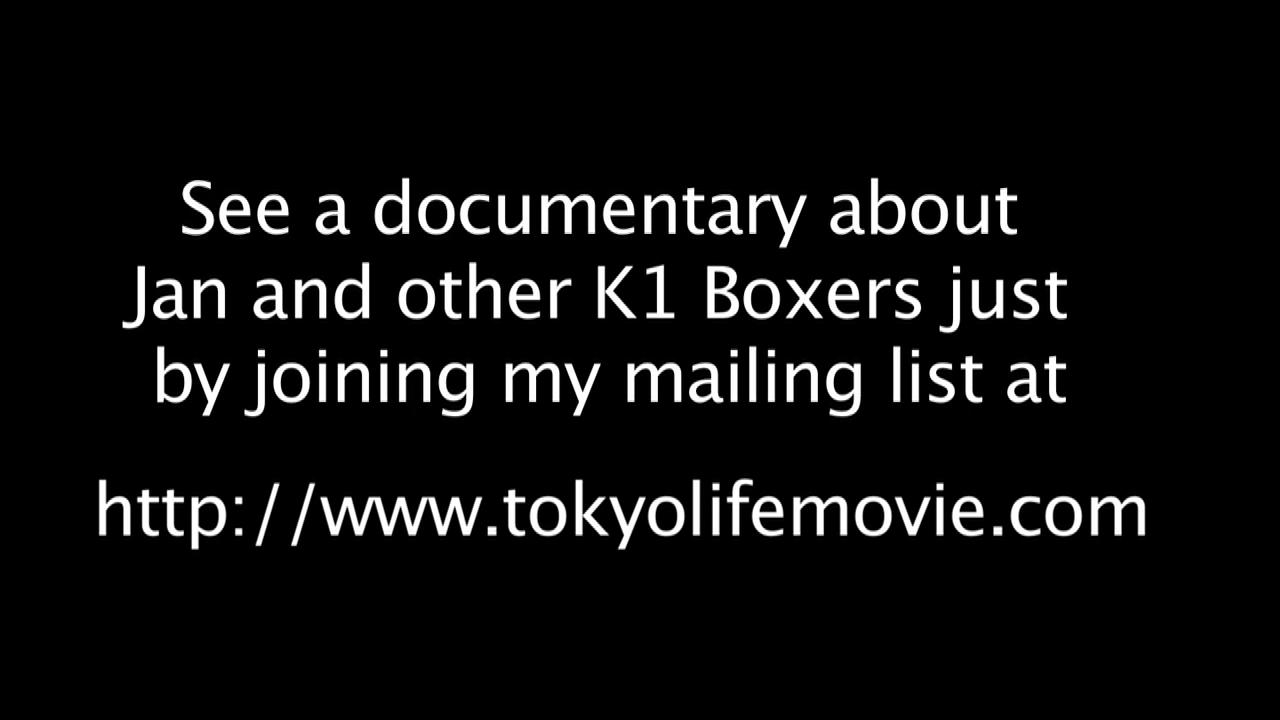 See a documentary about
Jan and other K1 Boxers just
by joining my mailing list at
http://www.tokyolifemovie.com